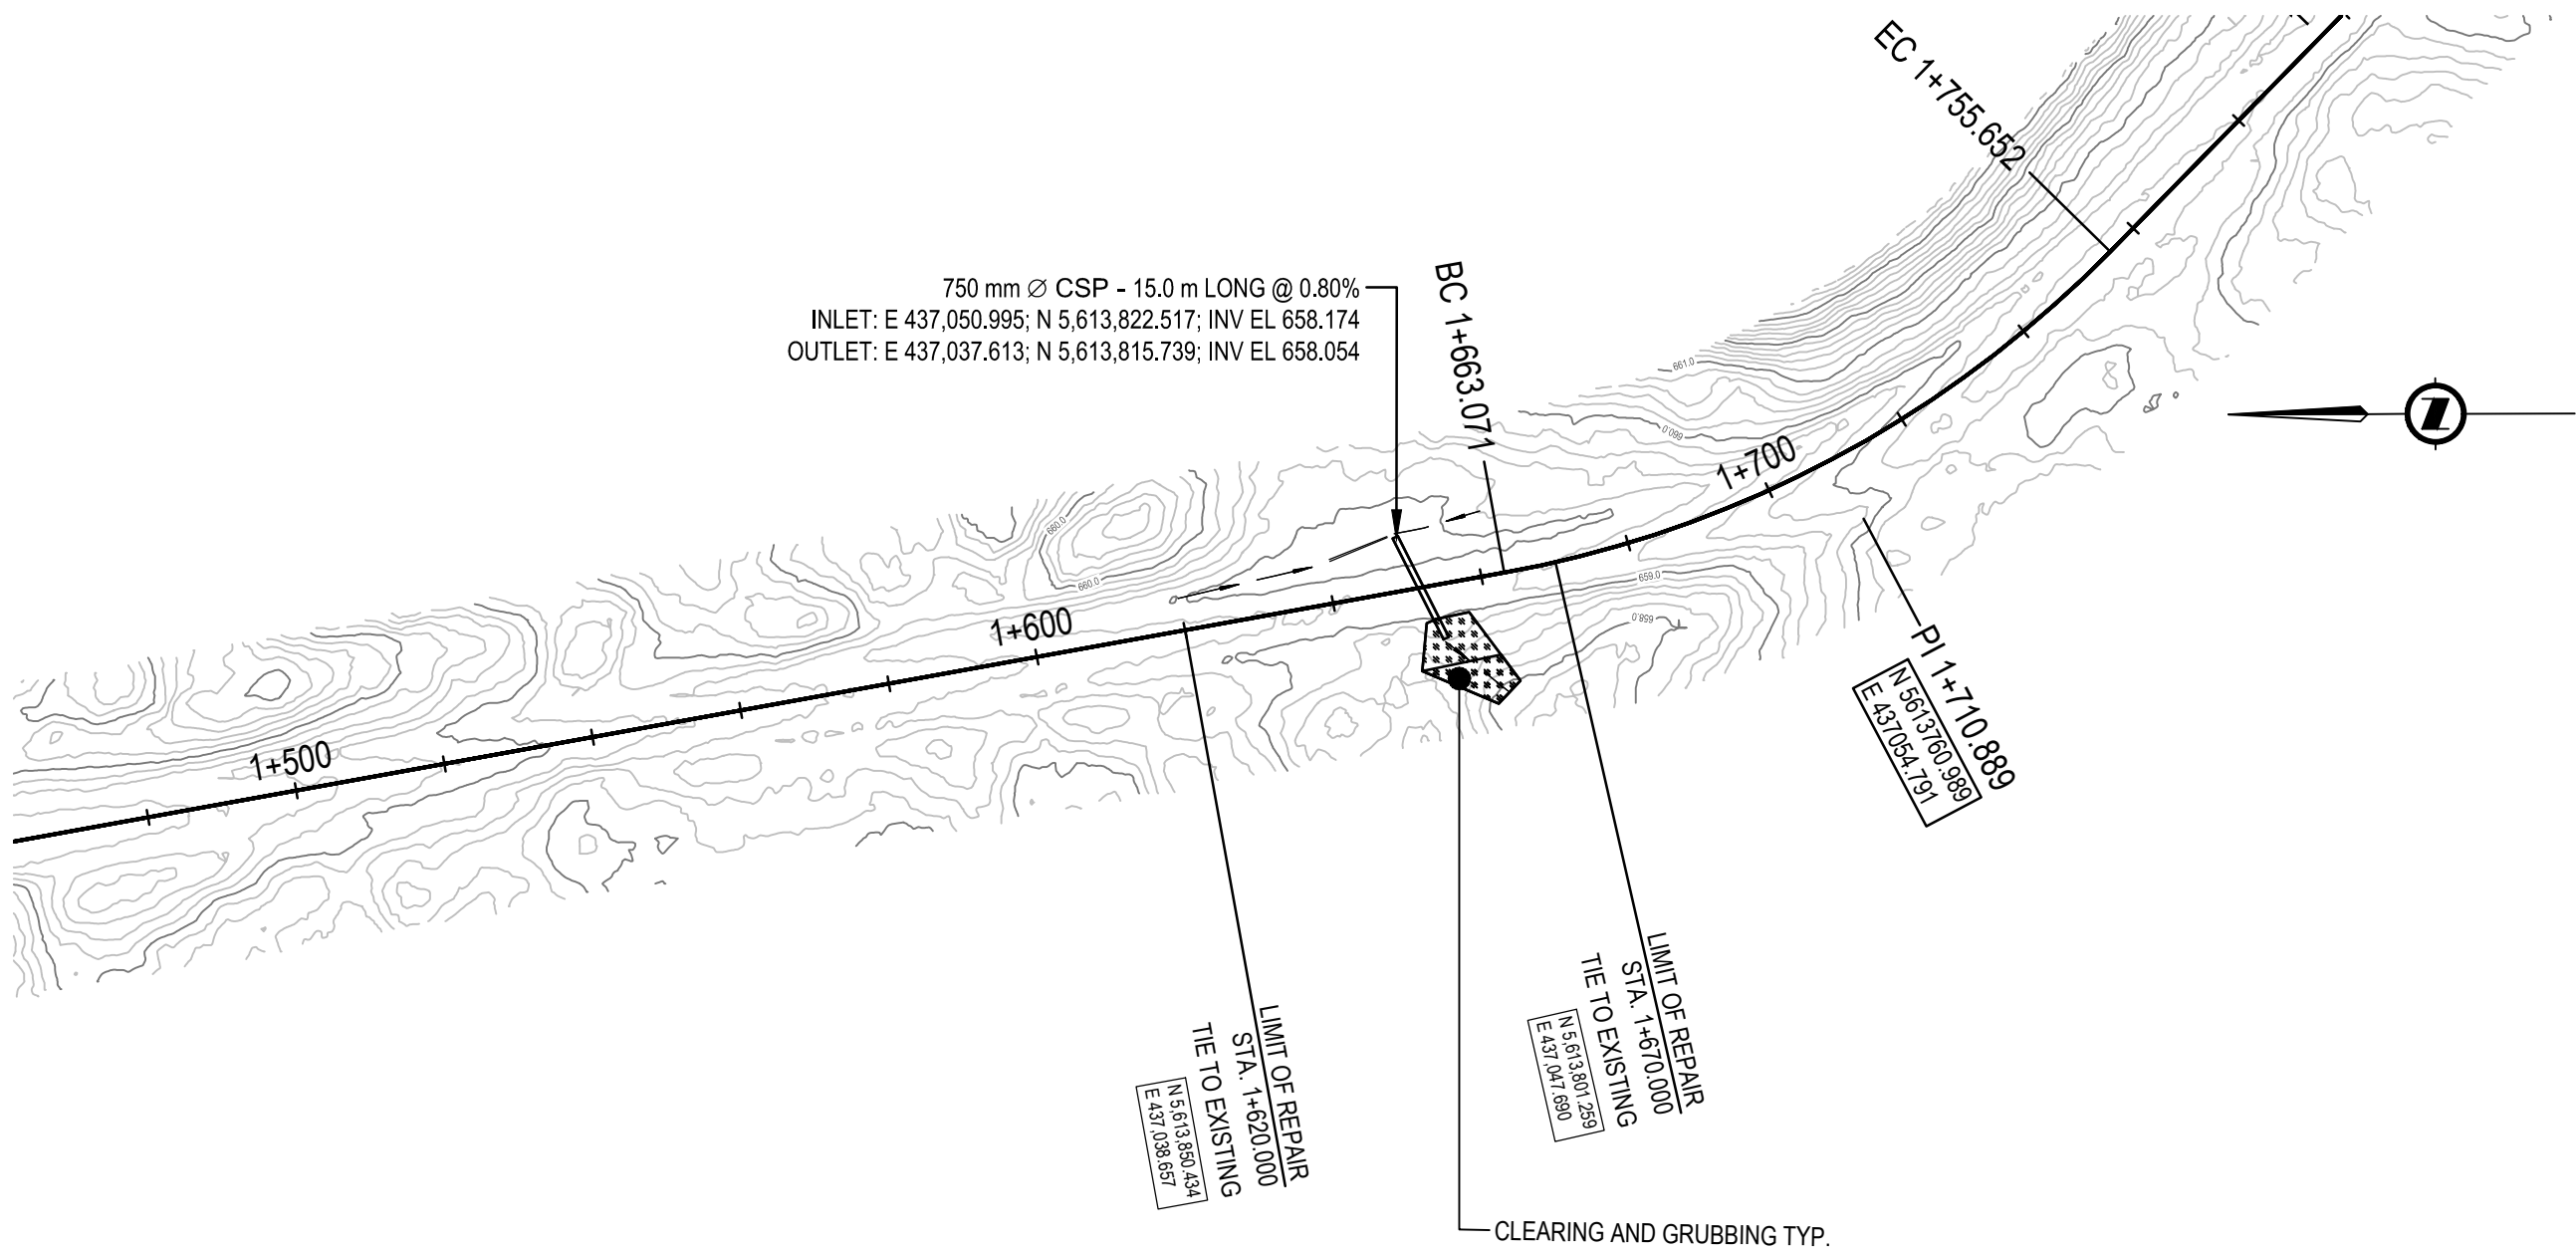 EC 1+755.652
750 mm Ø CSP - 15.0 m LONG @ 0.80%
INLET: E 437,050.995; N 5,613,822.517; INV EL 658.174
OUTLET: E 437,037.613; N 5,613,815.739; INV EL 658.054
BC 1+663.071
661.0
660.0
1+700
Z
660.0
660.0
659.0
658.0
1+600
1+500
PI 1+710.889
N 5613760.989
E 437054.791
LIMIT OF REPAIR
STA. 1+670.000
TIE TO EXISTING
N 5,613,801.259
E 437,047.690
LIMIT OF REPAIR
STA. 1+620.000
TIE TO EXISTING
N 5,613,850.434
E 437,038.657
CLEARING AND GRUBBING TYP.